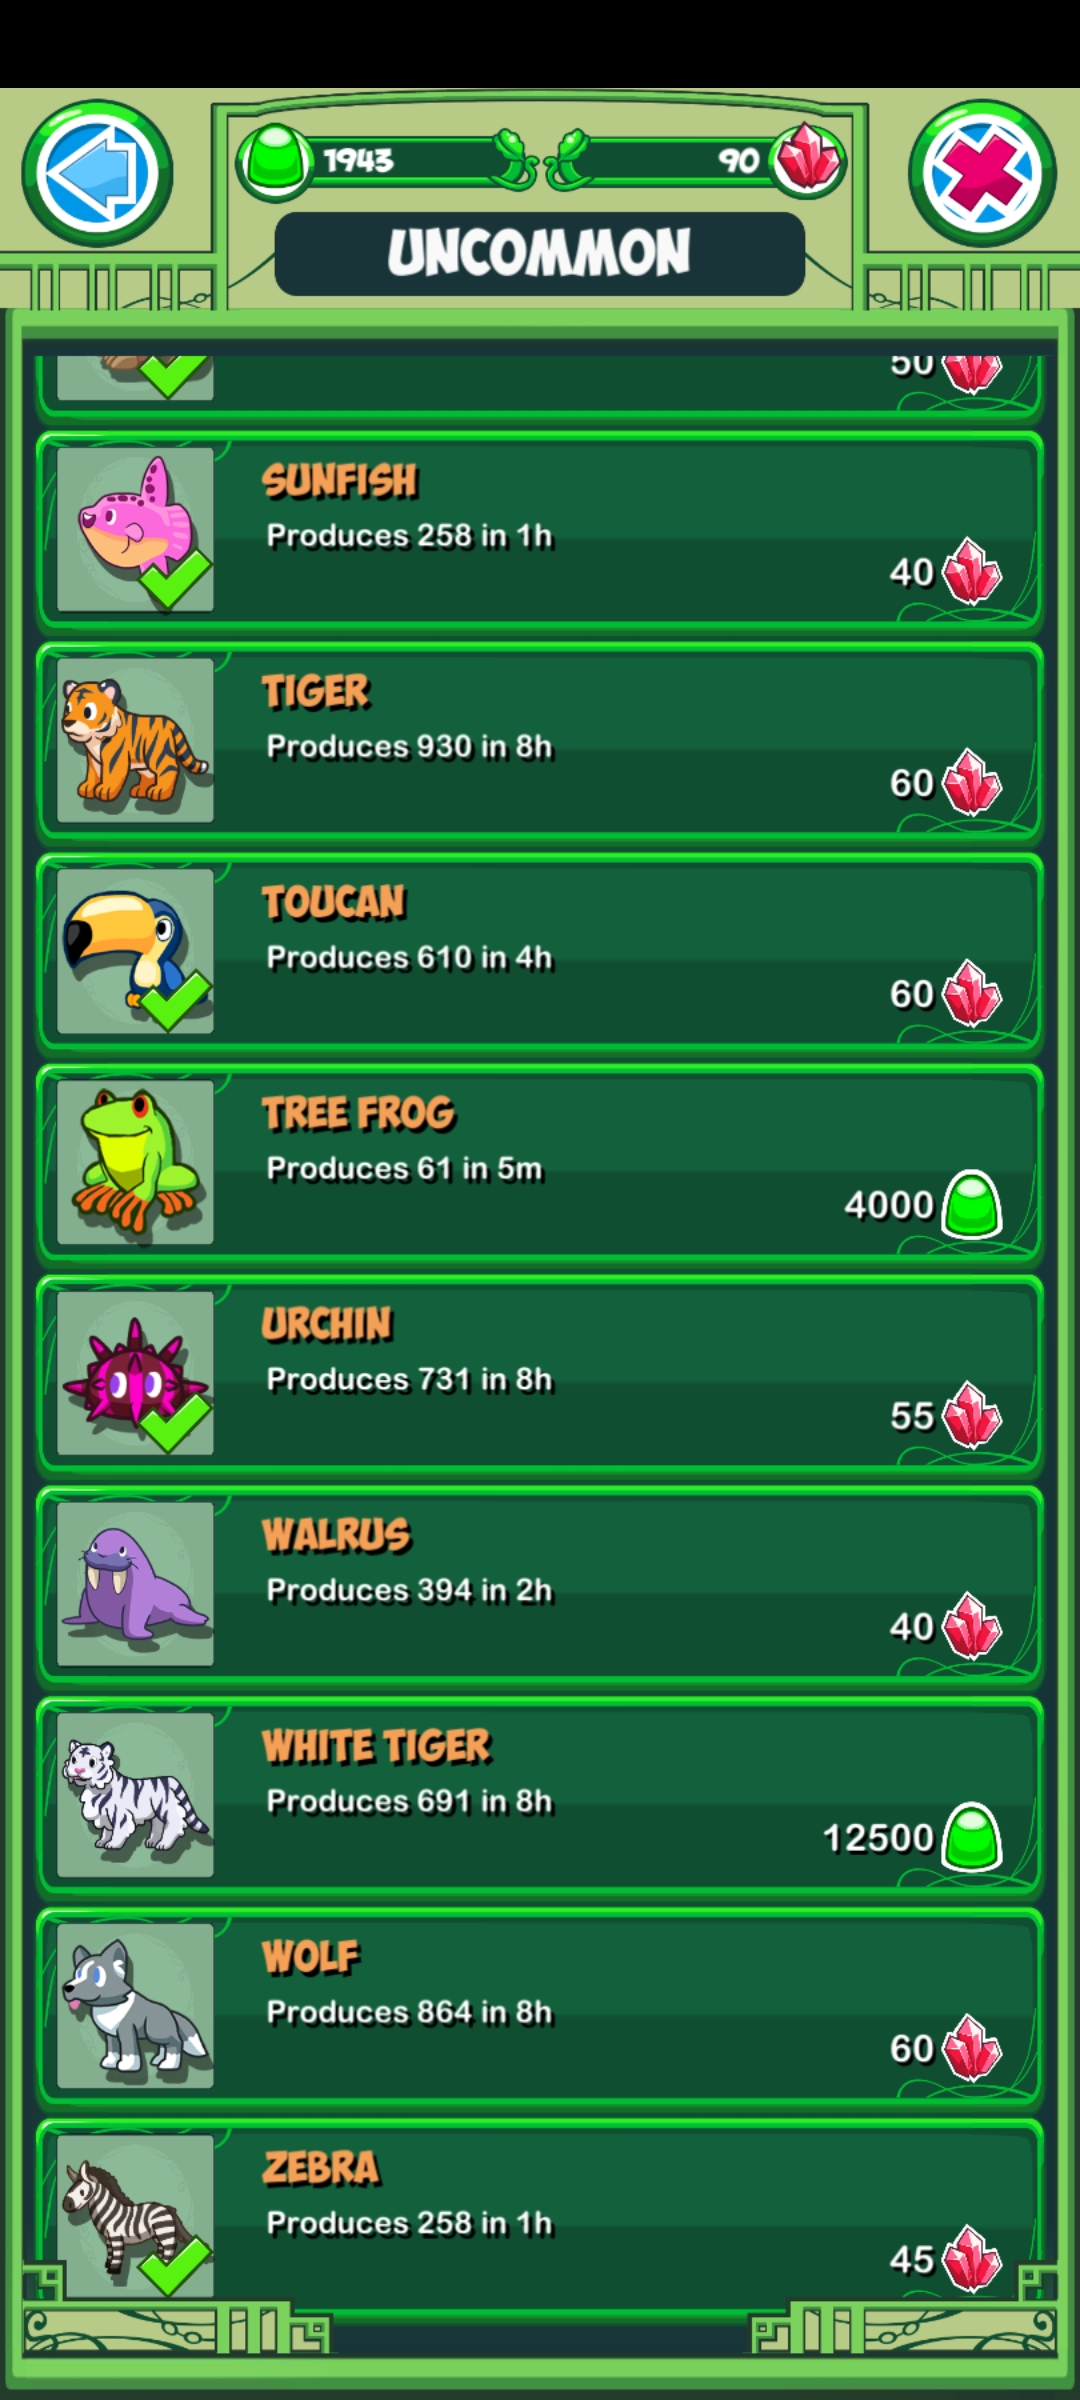 1943
90
UNCOMMON
50
SUNFISH
Produces 258 in 1h
40
TIGER
Produces 930 in 8h
60
TOUCAN
Produces 610 in 4h
60
TREE FROG
Produces 61 in 5m
4000
URCHIN
Produces 731 in 8h
55
WALRUS
Produces 394 in 2h
40
WHITE TIGER
Produces 691 in 8h
12500
WOLF
Produces 864 in 8h
60
ZEBRA
Produces 258 in 1h
45